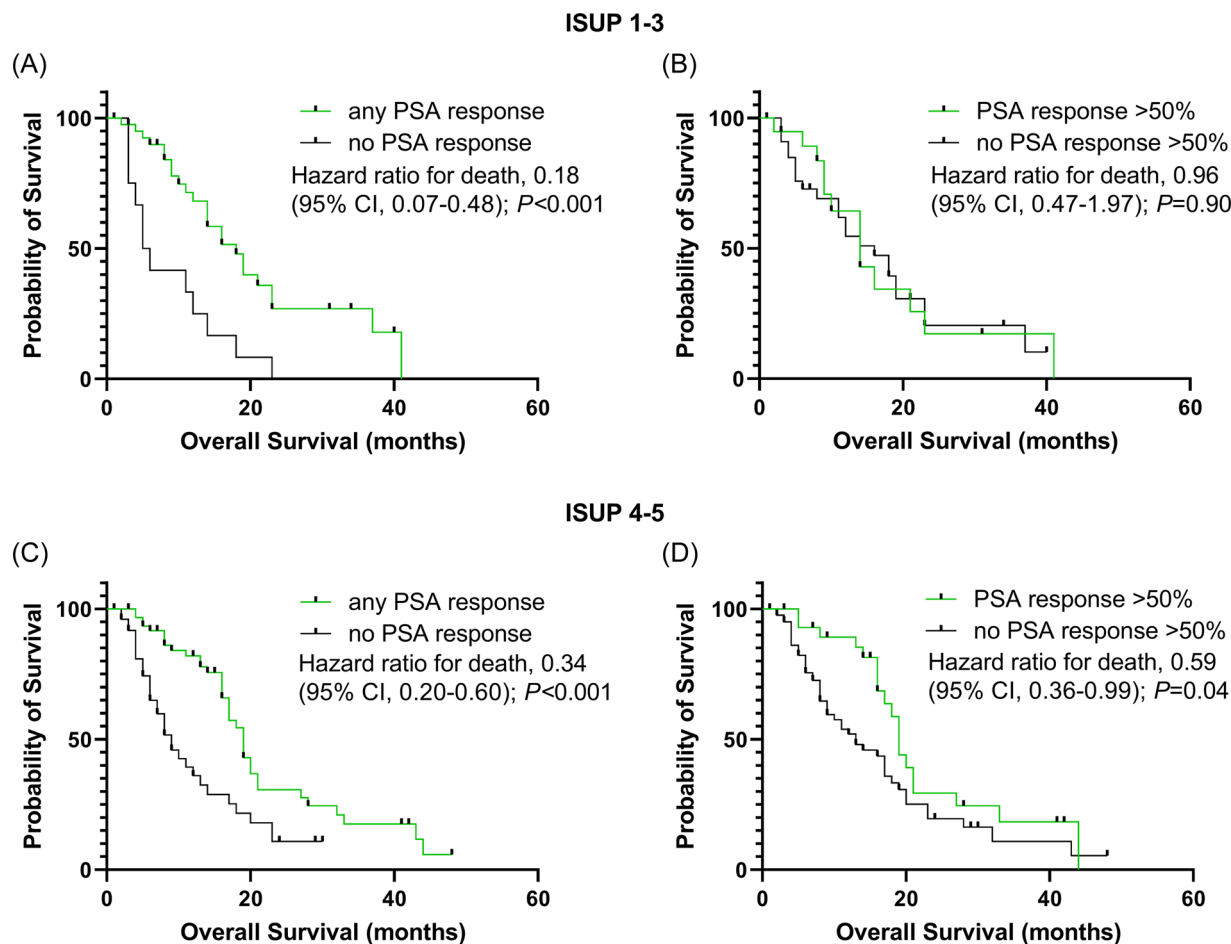 ISUP 1-3
(A)
any PSA response
no PSA response
Hazard ratio for death, 0.18
(95% CI, 0.07-0.48); P<0.001
Probability of Survival
100
50
0
0 20 40 60
Overall Survival (months)
(B)
PSA response >50%
no PSA response >50%
Hazard ratio for death, 0.96
(95% CI, 0.47-1.97); P=0.90
Probability of Survival
100
50
0
0 20 40 60
Overall Survival (months)
ISUP 4-5
(C)
any PSA response
no PSA response
Hazard ratio for death, 0.34
(95% CI, 0.20-0.60); P<0.001
Probability of Survival
100
50
0
0 20 40 60
Overall Survival (months)
(D)
PSA response >50%
no PSA response >50%
Hazard ratio for death, 0.59
(95% CI, 0.36-0.99); P=0.04
Probability of Survival
100
50
0
0 20 40 60
Overall Survival (months)